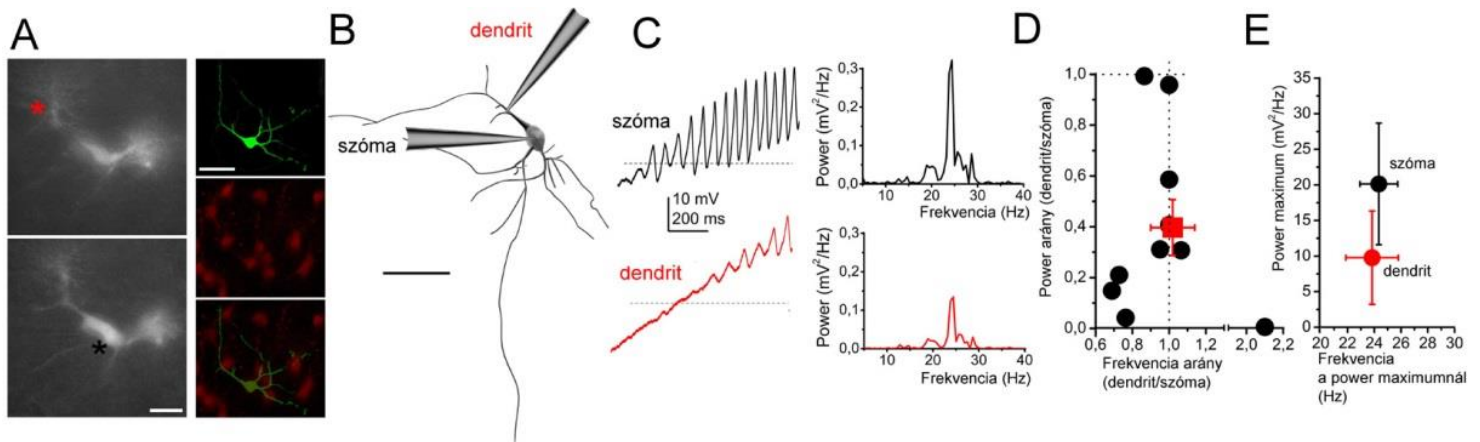 A
*
*
B
dendrit
szóma
C
szóma
10 mV
200 ms
dendrit
Power (mV²/Hz)
0,3
0,2
0,1
0,0
0 10 20 30 40
Frekvencia (Hz)
Power (mV²/Hz)
0,3
0,2
0,1
0,0
0 10 20 30 40
Frekvencia (Hz)
D
Power arány (dendrit/szóma)
1,0
0,8
0,6
0,4
0,2
0,0
0,6 0,8 1,0 1,2 2,0 2,2
Frekvencia arány
(dendrit/szóma)
E
Power maximum (mV²/Hz)
35
30
25
20
15
10
5
0
szóma
dendrit
20 22 24 26 28 30
Frekvencia
a power maximumnál
(Hz)